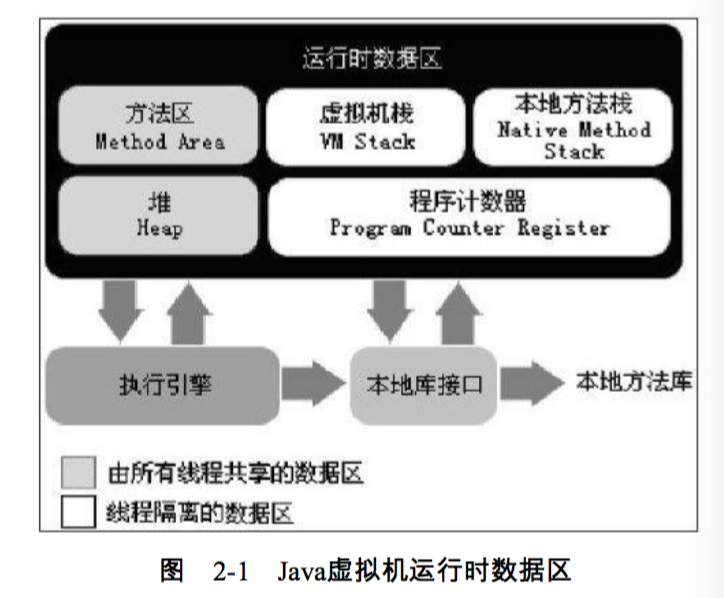 运行时数据区
方法区
Method Area
虚拟机栈
VM Stack
本地方法栈
Native Method
Stack
堆
Heap
程序计数器
Program Counter Register
执行引擎
本地库接口
本地方法库
由所有线程共享的数据区
线程隔离的数据区
图 2-1 Java虚拟机运行时数据区